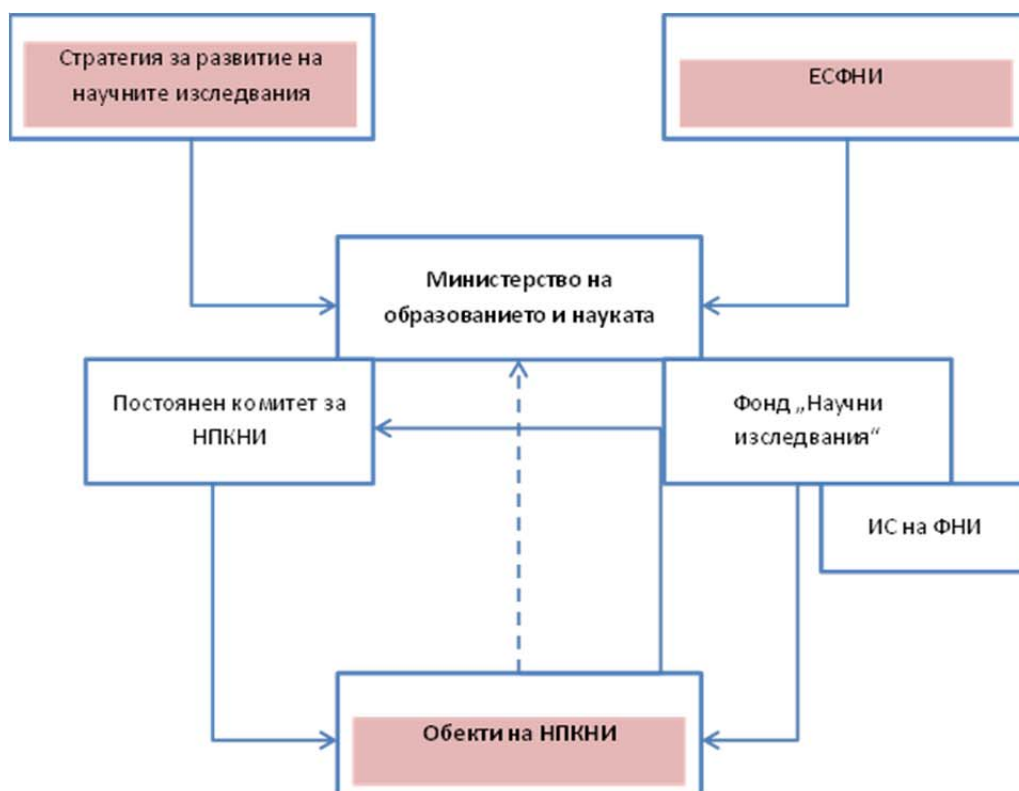 Стратегия за развитие на
научните изследвания
ЕСФНИ
Министерство на
образованието и науката
Постоянен комитет за
НПКНИ
Фонд „Научни
изследвания“
ИС на ФНИ
Обекти на НПКНИ